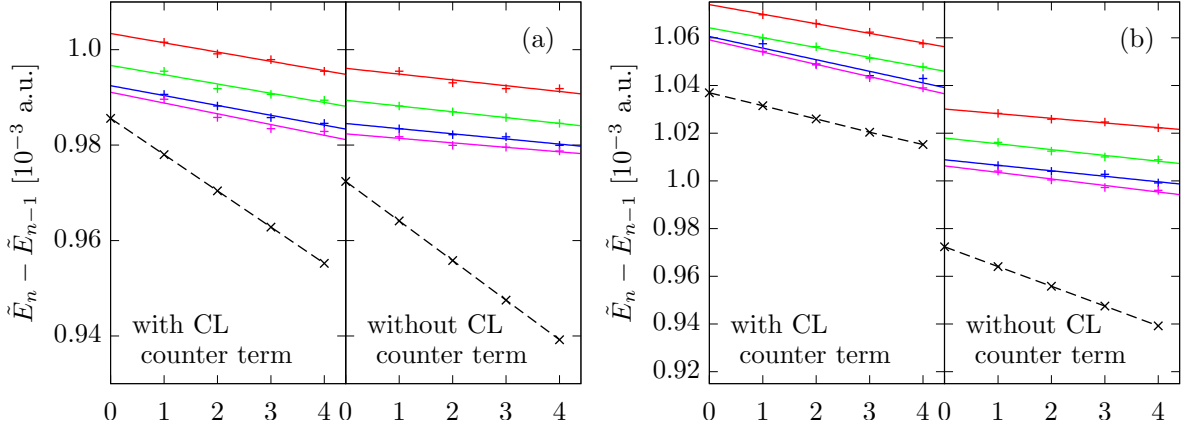 (a)
1.0
0.98
0.96
0.94
Ẽₙ − Ẽₙ₋₁ [10⁻³ a.u.]
with CL
counter term
without CL
counter term
0 1 2 3 4 0 1 2 3 4
(b)
1.06
1.04
1.02
1.0
0.98
0.96
0.94
0.92
Ẽₙ − Ẽₙ₋₁ [10⁻³ a.u.]
with CL
counter term
without CL
counter term
0 1 2 3 4 0 1 2 3 4